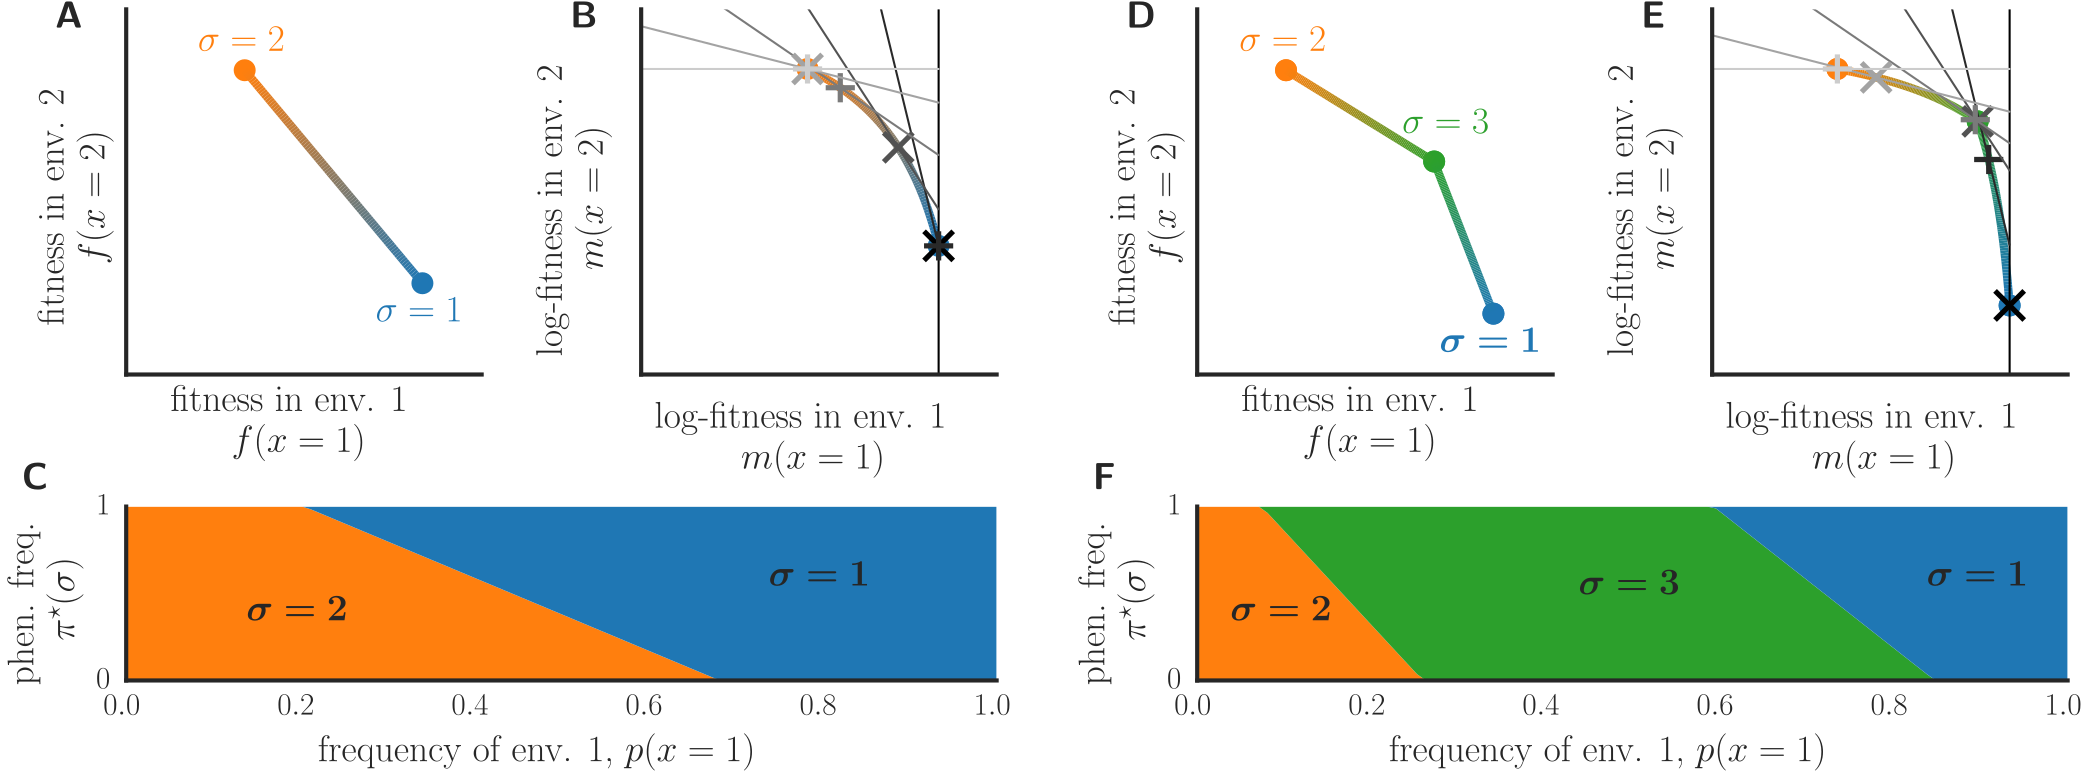 A
σ = 2
σ = 1
fitness in env. 2
f(x = 2)
fitness in env. 1
f(x = 1)
B
log-fitness in env. 2
m(x = 2)
log-fitness in env. 1
m(x = 1)
C
phen. freq.
π⋆(σ)
1
0
σ = 2
σ = 1
0.0 0.2 0.4 0.6 0.8 1.0
frequency of env. 1, p(x = 1)
D
σ = 2
σ = 3
σ = 1
fitness in env. 2
f(x = 2)
fitness in env. 1
f(x = 1)
E
log-fitness in env. 2
m(x = 2)
log-fitness in env. 1
m(x = 1)
F
phen. freq.
π⋆(σ)
1
0
σ = 2
σ = 3
σ = 1
0.0 0.2 0.4 0.6 0.8 1.0
frequency of env. 1, p(x = 1)